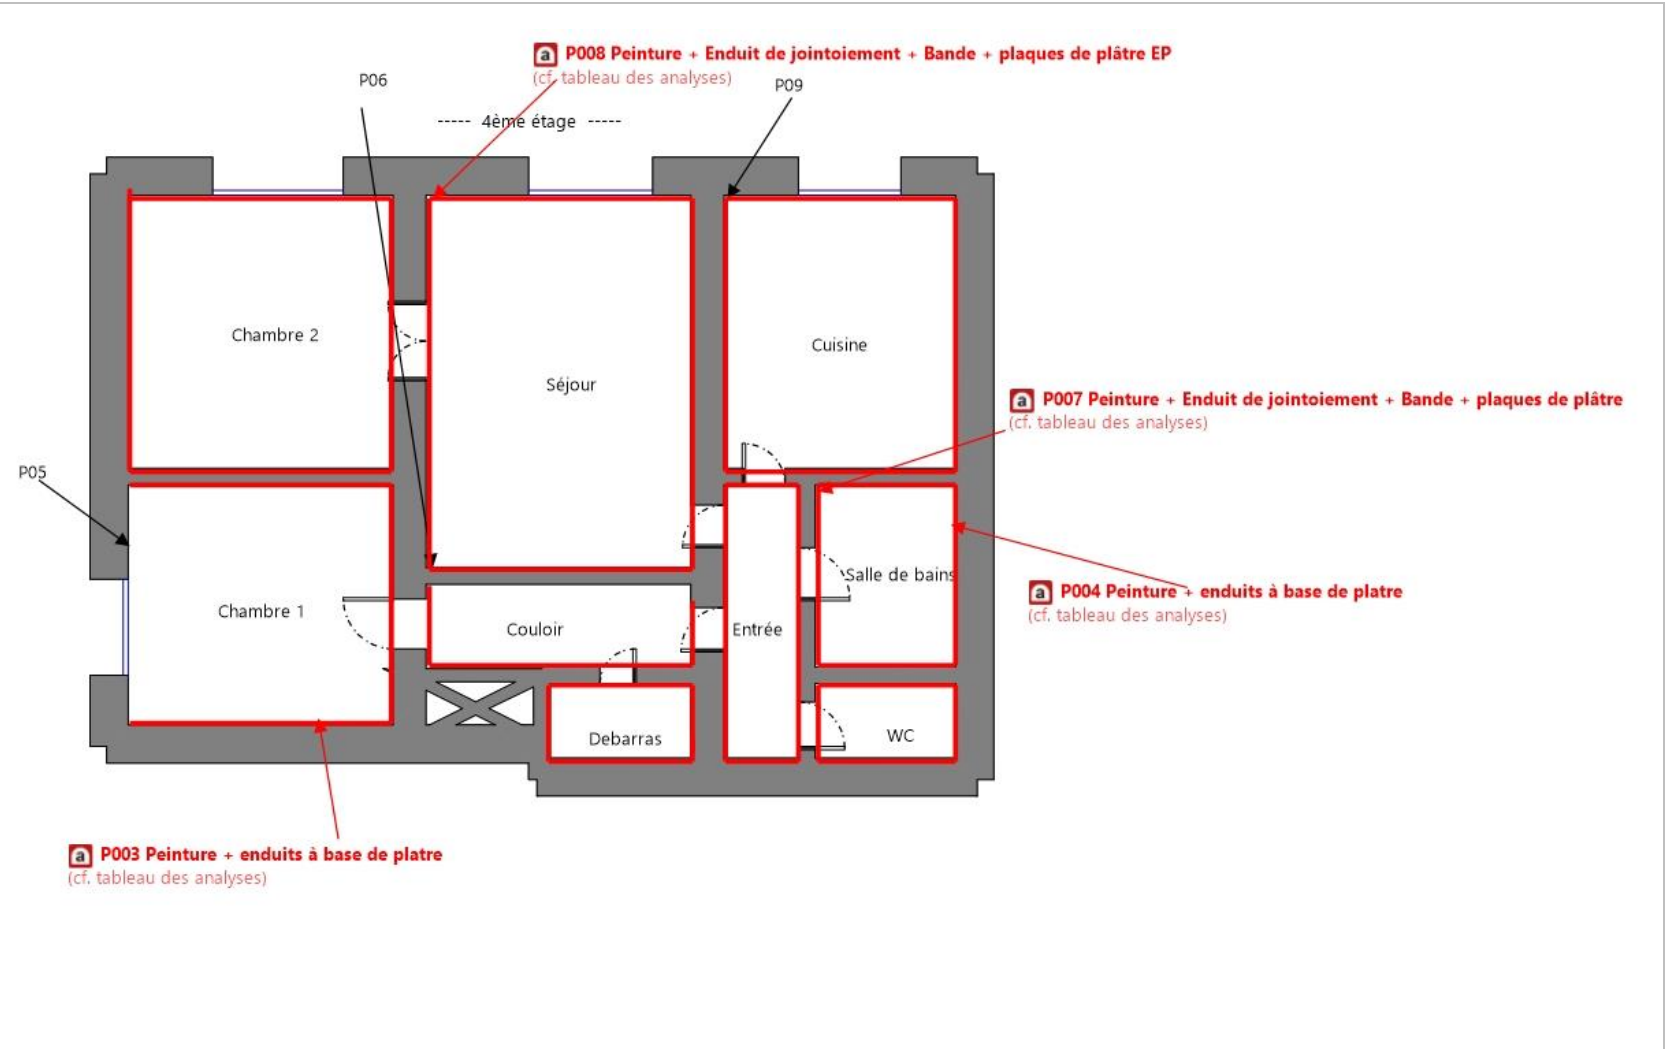 a P008 Peinture + Enduit de jointoiement + Bande + plaques de plâtre EP
(cf. tableau des analyses)
P06
P09
----- 4ème étage -----
Chambre 2
Cuisine
Séjour
a P007 Peinture + Enduit de jointoiement + Bande + plaques de plâtre
(cf. tableau des analyses)
P05
Salle de bains
a P004 Peinture + enduits à base de platre
(cf. tableau des analyses)
Chambre 1
Couloir
Entrée
Debarras
WC
a P003 Peinture + enduits à base de platre
(cf. tableau des analyses)